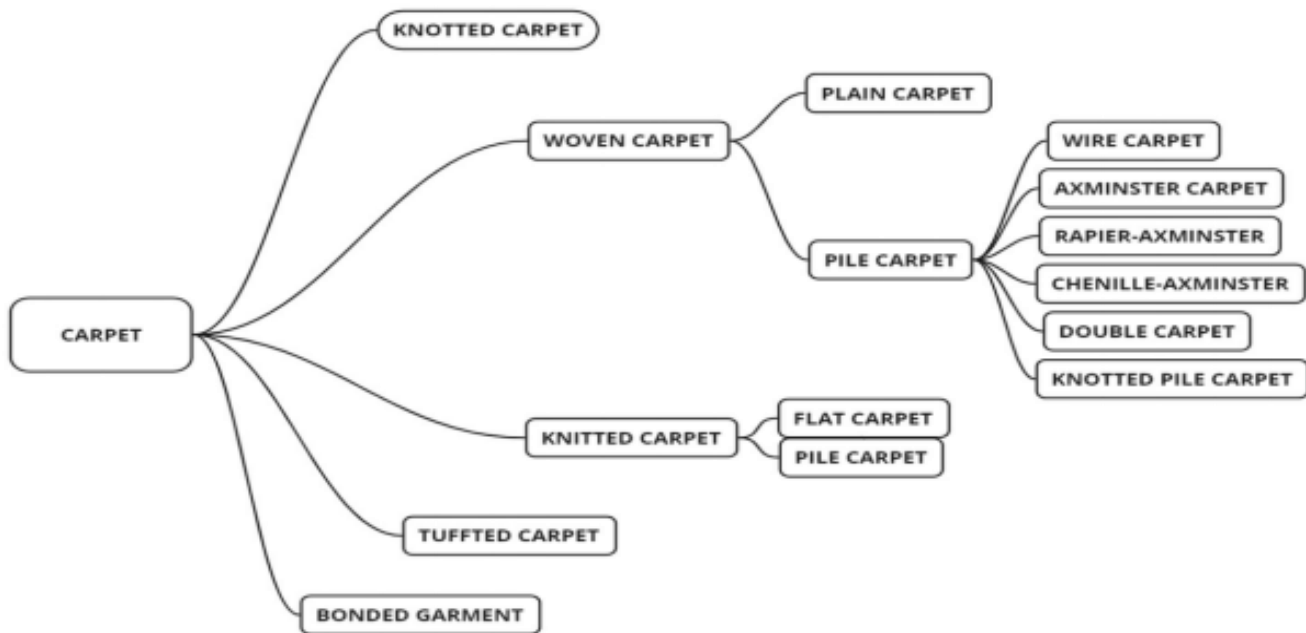 KNOTTED CARPET
PLAIN CARPET
WOVEN CARPET
WIRE CARPET
AXMINSTER CARPET
RAPIER-AXMINSTER
PILE CARPET
CHENILLE-AXMINSTER
DOUBLE CARPET
CARPET
KNOTTED PILE CARPET
FLAT CARPET
KNITTED CARPET
PILE CARPET
TUFFTED CARPET
BONDED GARMENT